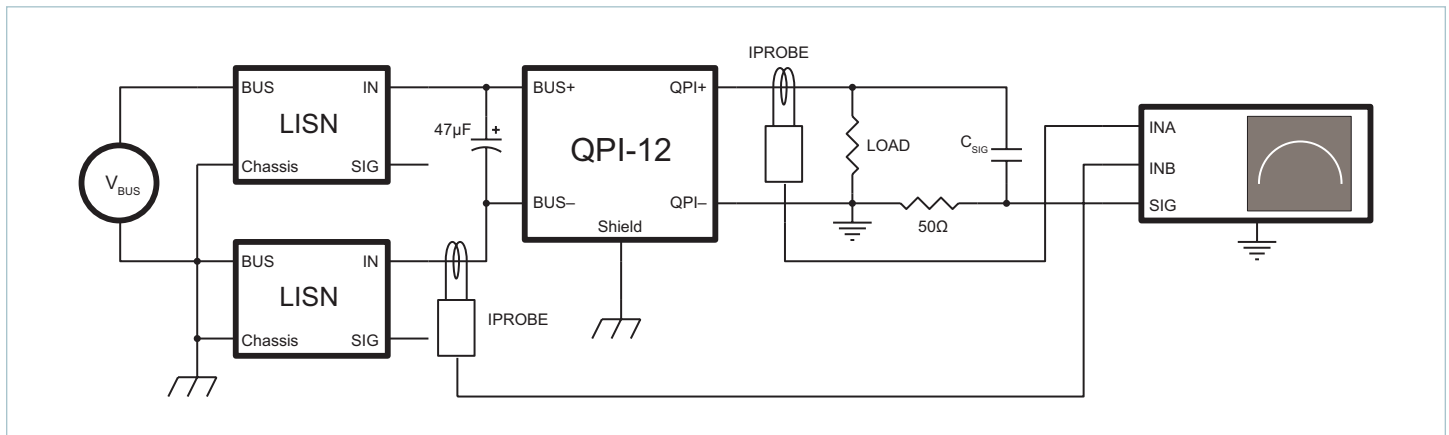 IPROBE
BUS
IN
LISN
Chassis
SIG
47µF
+
BUS+
QPI+
QPI-12
BUS–
QPI–
Shield
LOAD
C_SIG
50Ω
INA
INB
SIG
V_BUS
BUS
IN
LISN
Chassis
SIG
IPROBE